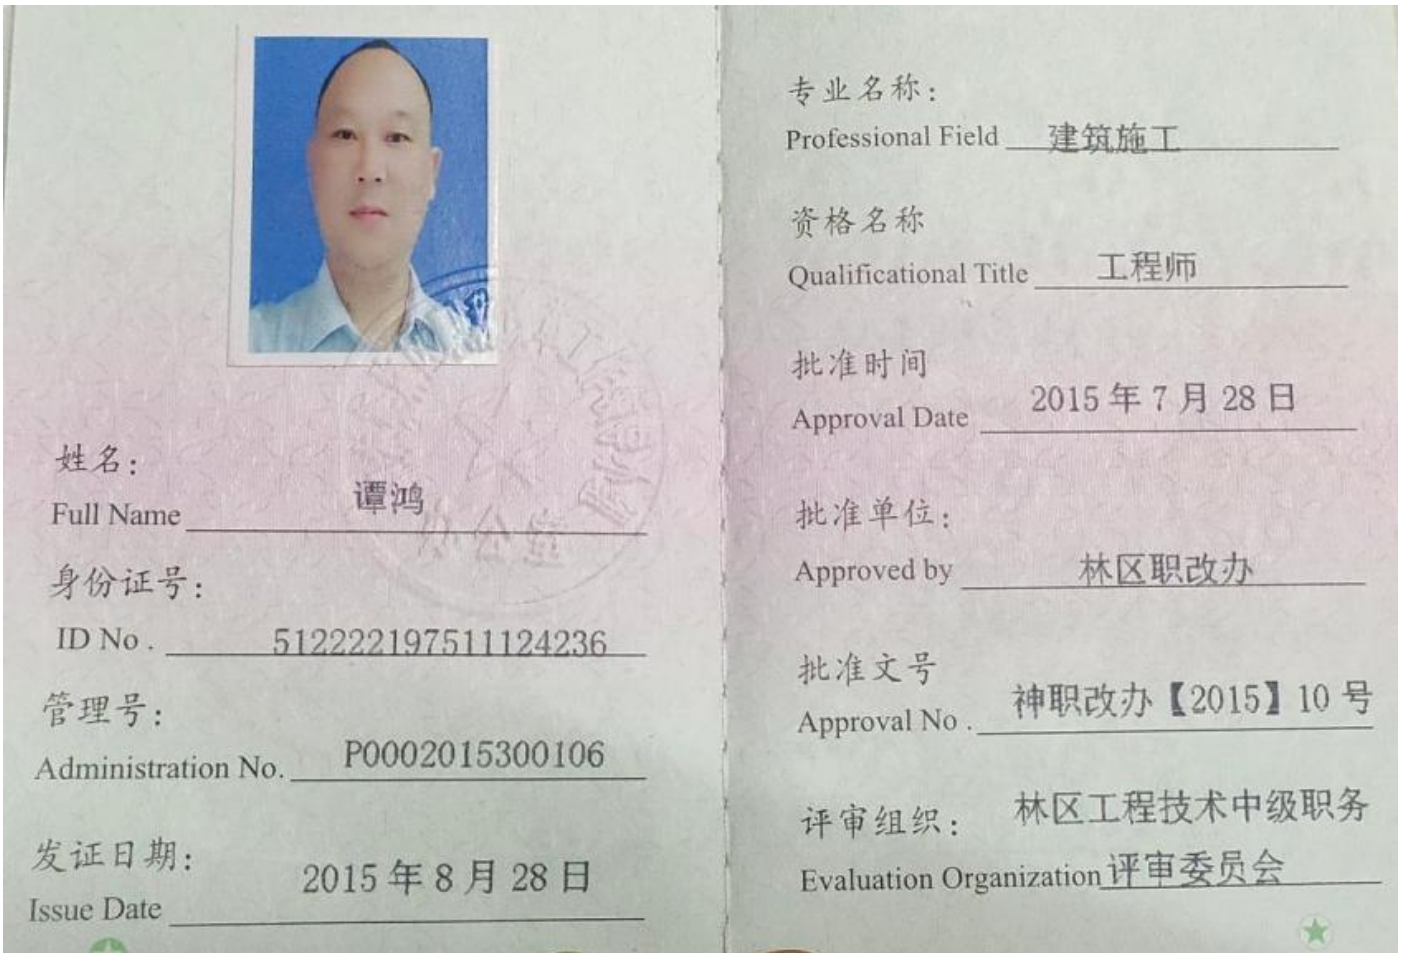 姓名:
Full Name 谭鸿
身份证号:
ID No. 512222197511124236
管理号:
Administration No. P0002015300106
发证日期:
2015年8月28日
Issue Date
专业名称:
Professional Field 建筑施工
资格名称
Qualificational Title 工程师
批准时间
2015年7月28日
Approval Date
批准单位:
Approved by 林区职改办
批准文号
Approval No. 神职改办【2015】10号
评审组织: 林区工程技术中级职务
Evaluation Organization 评审委员会